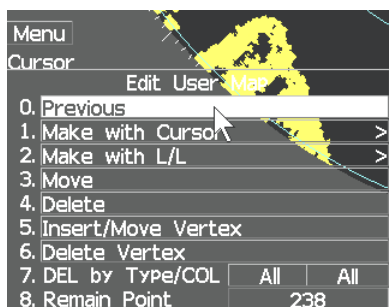 Menu
Cursor
Edit User Map
0. Previous
1. Make with Cursor >
2. Make with L/L >
3. Move
4. Delete
5. Insert/Move Vertex
6. Delete Vertex
7. DEL by Type/COL All All
8. Remain Point 238